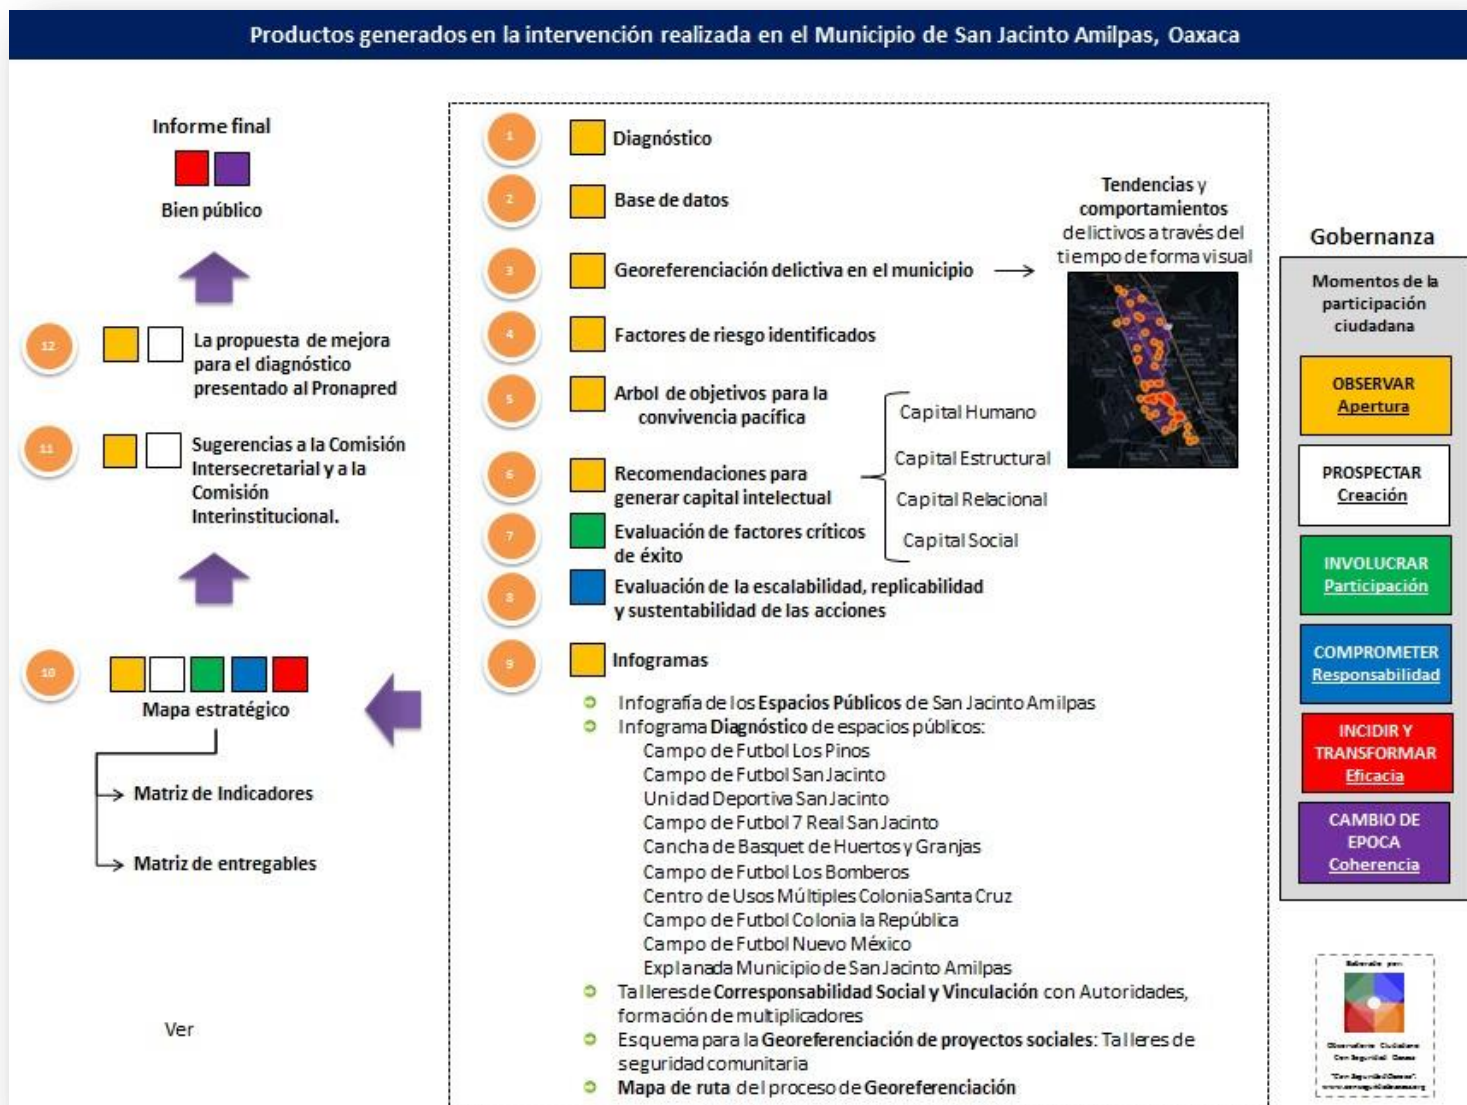 Productos generados en la intervención realizada en el Municipio de San Jacinto Amilpas, Oaxaca
Informe final
Bien público
12
La propuesta de mejora
para el diagnóstico
presentado al Pronapred
11
Sugerencias a la Comisión
Intersecretarial y a la
Comisión
Interinstitucional.
10
Mapa estratégico
Matriz de Indicadores
Matriz de entregables
Ver
1
Diagnóstico
2
Base de datos
3
Georeferenciación delictiva en el municipio
Tendencias y
comportamientos
delictivos a través del
tiempo de forma visual
4
Factores de riesgo identificados
5
Arbol de objetivos para la
convivencia pacífica
6
Recomendaciones para
generar capital intelectual
Capital Humano
Capital Estructural
Capital Relacional
Capital Social
7
Evaluación de factores críticos
de éxito
8
Evaluación de la escalabilidad, replicabilidad
y sustentabilidad de las acciones
9
Infogramas
Infografía de los Espacios Públicos de San Jacinto Amilpas
Infograma Diagnóstico de espacios públicos:
Campo de Futbol Los Pinos
Campo de Futbol San Jacinto
Unidad Deportiva San Jacinto
Campo de Futbol 7 Real San Jacinto
Cancha de Basquet de Huertos y Granjas
Campo de Futbol Los Bomberos
Centro de Usos Múltiples Colonia Santa Cruz
Campo de Futbol Colonia la República
Campo de Futbol Nuevo México
Explanada Municipio de San Jacinto Amilpas
Talleres de Corresponsabilidad Social y Vinculación con Autoridades,
formación de multiplicadores
Esquema para la Georeferenciación de proyectos sociales: Talleres de
seguridad comunitaria
Mapa de ruta del proceso de Georeferenciación
Gobernanza
Momentos de la
participación
ciudadana
OBSERVAR
Apertura
PROSPECTAR
Creación
INVOLUCRAR
Participación
COMPROMETER
Responsabilidad
INCIDIR Y
TRANSFORMAR
Eficacia
CAMBIO DE
EPOCA
Coherencia
Elaborado por:
Observatorio Ciudadano
Con Seguridad Oaxaca
"Con Seguridad Oaxaca".